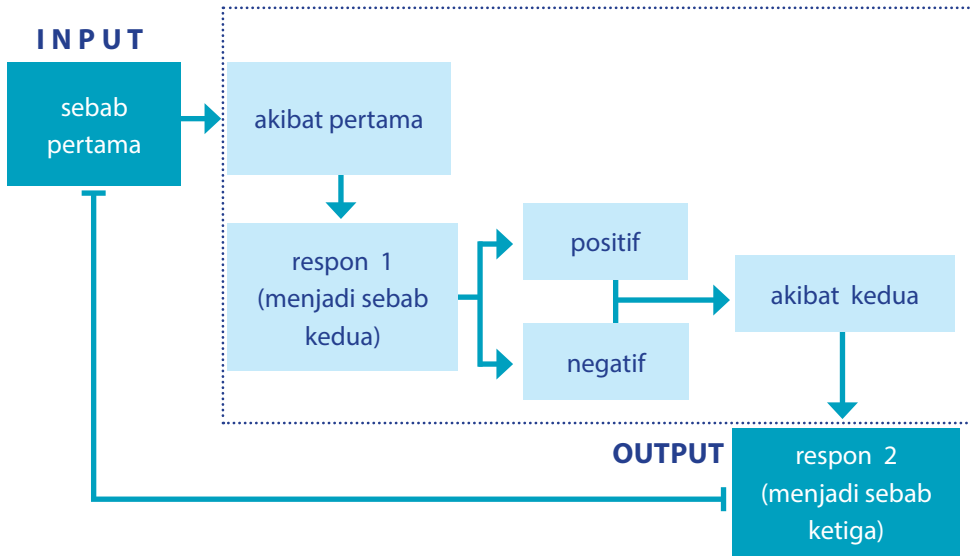 INPUT
sebab
pertama
akibat pertama
respon 1
(menjadi sebab
kedua)
positif
negatif
akibat kedua
OUTPUT
respon 2
(menjadi sebab
ketiga)